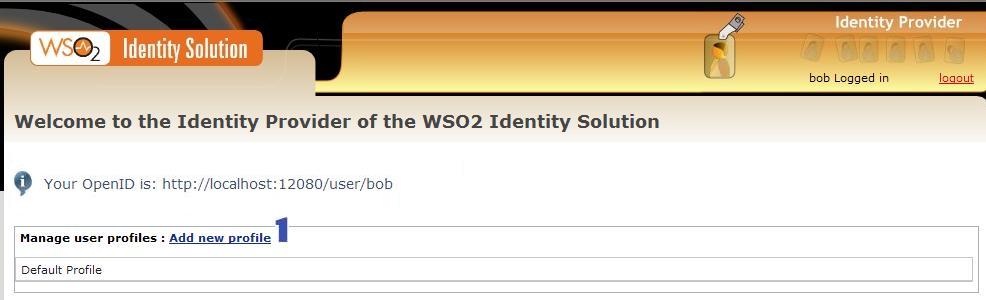 Identity Provider
WSO2 Identity Solution
bob Logged in logout
Welcome to the Identity Provider of the WSO2 Identity Solution
i Your OpenID is: http://localhost:12080/user/bob
Manage user profiles : Add new profile 1
Default Profile